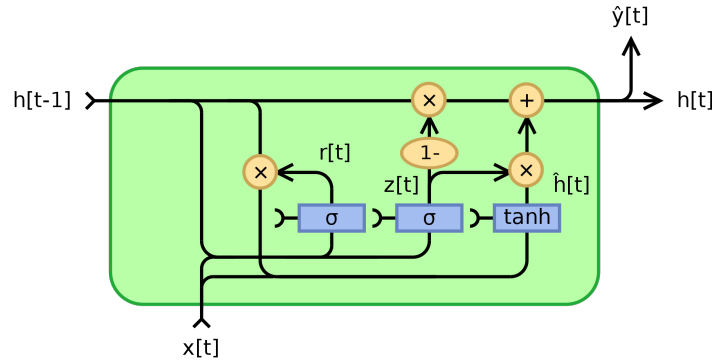 ŷ[t]
h[t-1]
×
+
h[t]
1-
r[t]
×
z[t]
×
ĥ[t]
σ
σ
tanh
x[t]